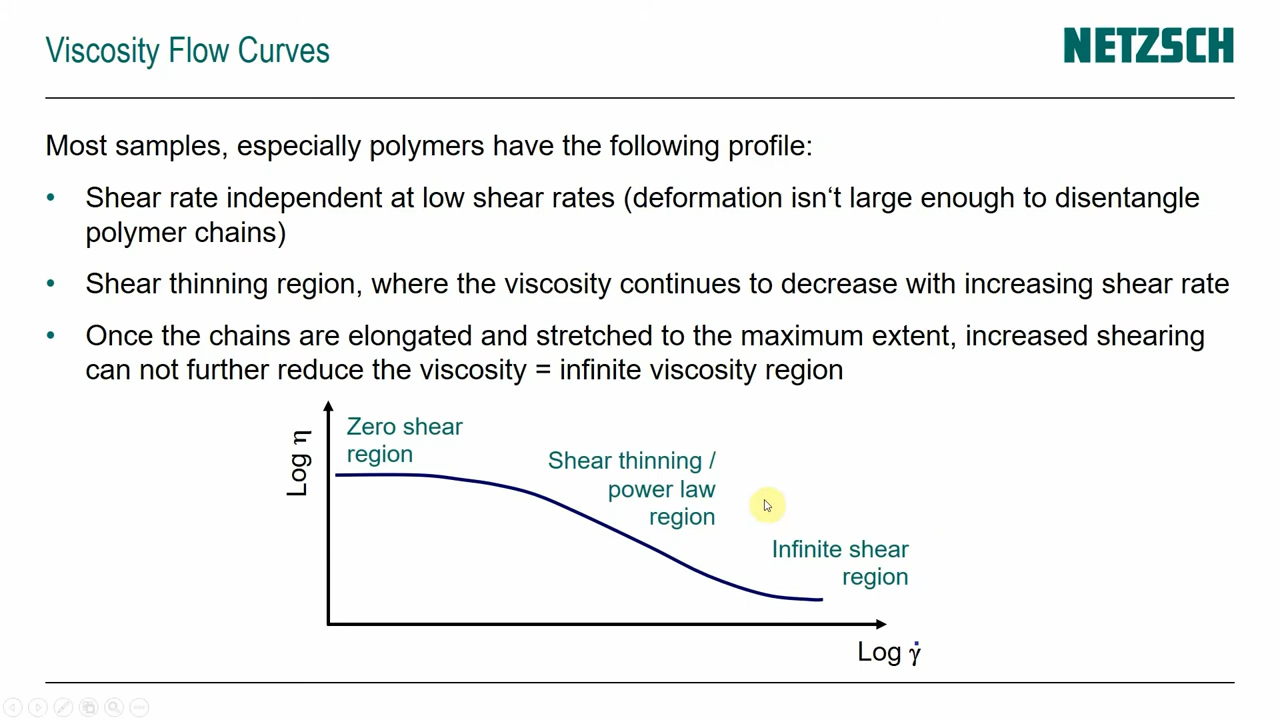 Viscosity Flow Curves
NETZSCH
Most samples, especially polymers have the following profile:
• Shear rate independent at low shear rates (deformation isn‘t large enough to disentangle
polymer chains)
• Shear thinning region, where the viscosity continues to decrease with increasing shear rate
• Once the chains are elongated and stretched to the maximum extent, increased shearing
can not further reduce the viscosity = infinite viscosity region
Log η
Zero shear
region
Shear thinning /
power law
region
Infinite shear
region
Log γ̇